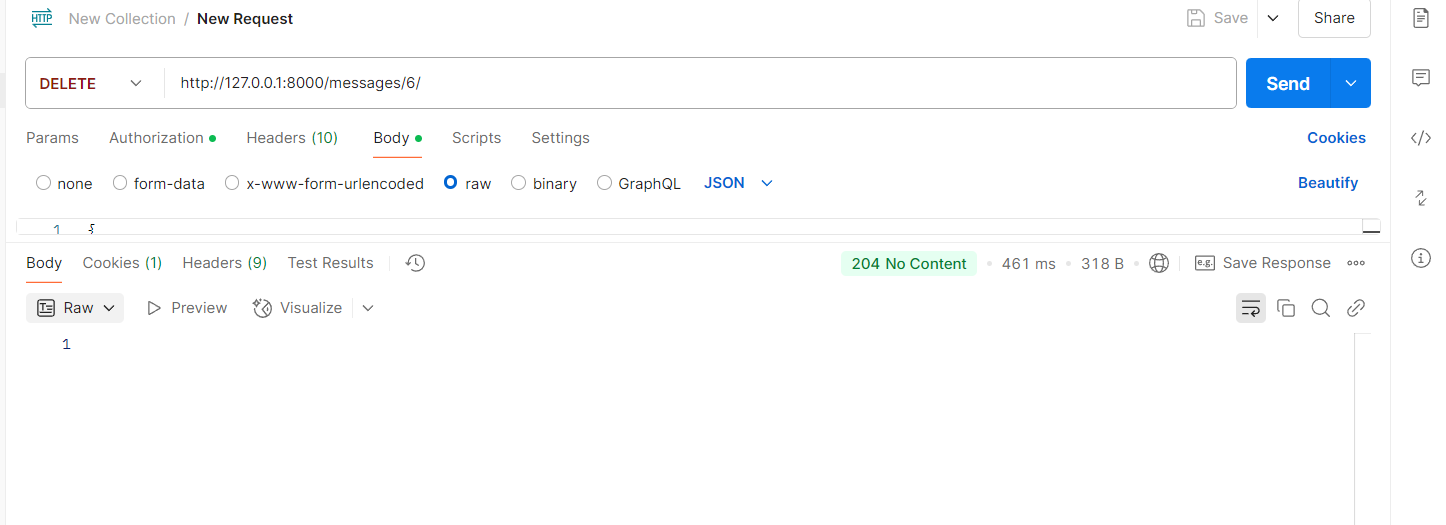 HTTP New Collection / New Request Save Share
DELETE http://127.0.0.1:8000/messages/6/ Send
Params Authorization Headers (10) Body Scripts Settings Cookies
none form-data x-www-form-urlencoded raw binary GraphQL JSON Beautify
1 {
Body Cookies (1) Headers (9) Test Results 204 No Content 461 ms 318 B e.g. Save Response
Raw Preview Visualize
1